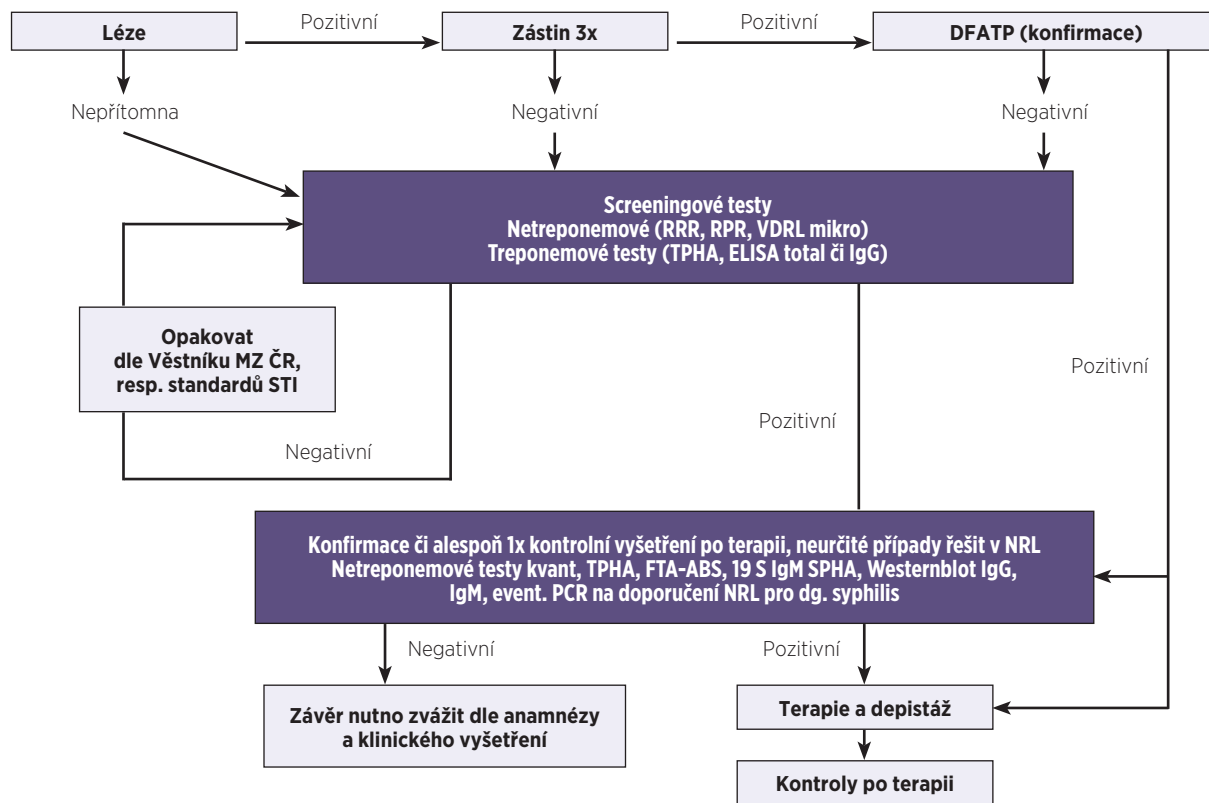 Léze
Pozitivní
Zástin 3x
Pozitivní
DFATP (konfirmace)
Nepřítomna
Negativní
Negativní
Screeningové testy
Netreponemové (RRR, RPR, VDRL mikro)
Treponemové testy (TPHA, ELISA total či IgG)
Opakovat
dle Věstníku MZ ČR,
resp. standardů STI
Pozitivní
Pozitivní
Negativní
Konfirmace či alespoň 1x kontrolní vyšetření po terapii, neurčité případy řešit v NRL
Netreponemové testy kvant, TPHA, FTA-ABS, 19 S IgM SPHA, Westernblot IgG,
IgM, event. PCR na doporučení NRL pro dg. syphilis
Negativní
Pozitivní
Závěr nutno zvážit dle anamnézy
a klinického vyšetření
Terapie a depistáž
Kontroly po terapii